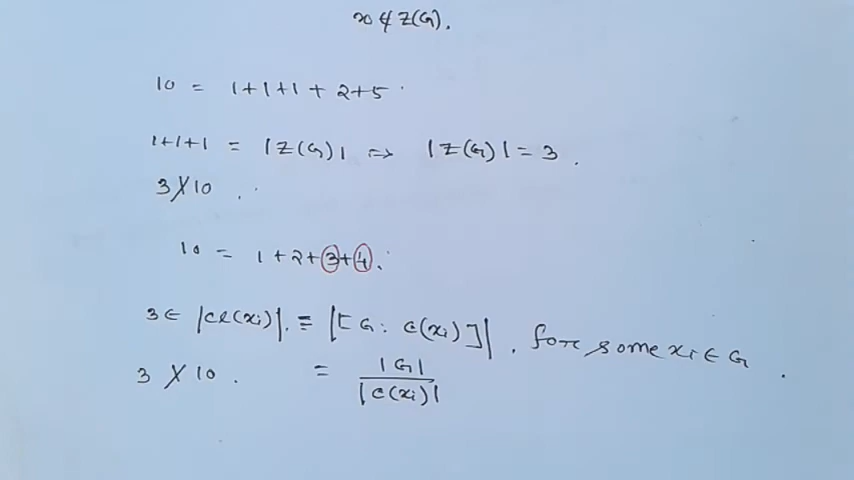 x ∉ Z(G).
10 = 1+1+1 + 2+5.
1+1+1 = |Z(G)| ⇒ |Z(G)| = 3.
3 ∤ 10.
10 = 1+2+3+4.
3 ∈ |cl(xi)|. = |[G: c(xi)]|. for some xi ∈ G.
3 ∤ 10. = |G| / |c(xi)|